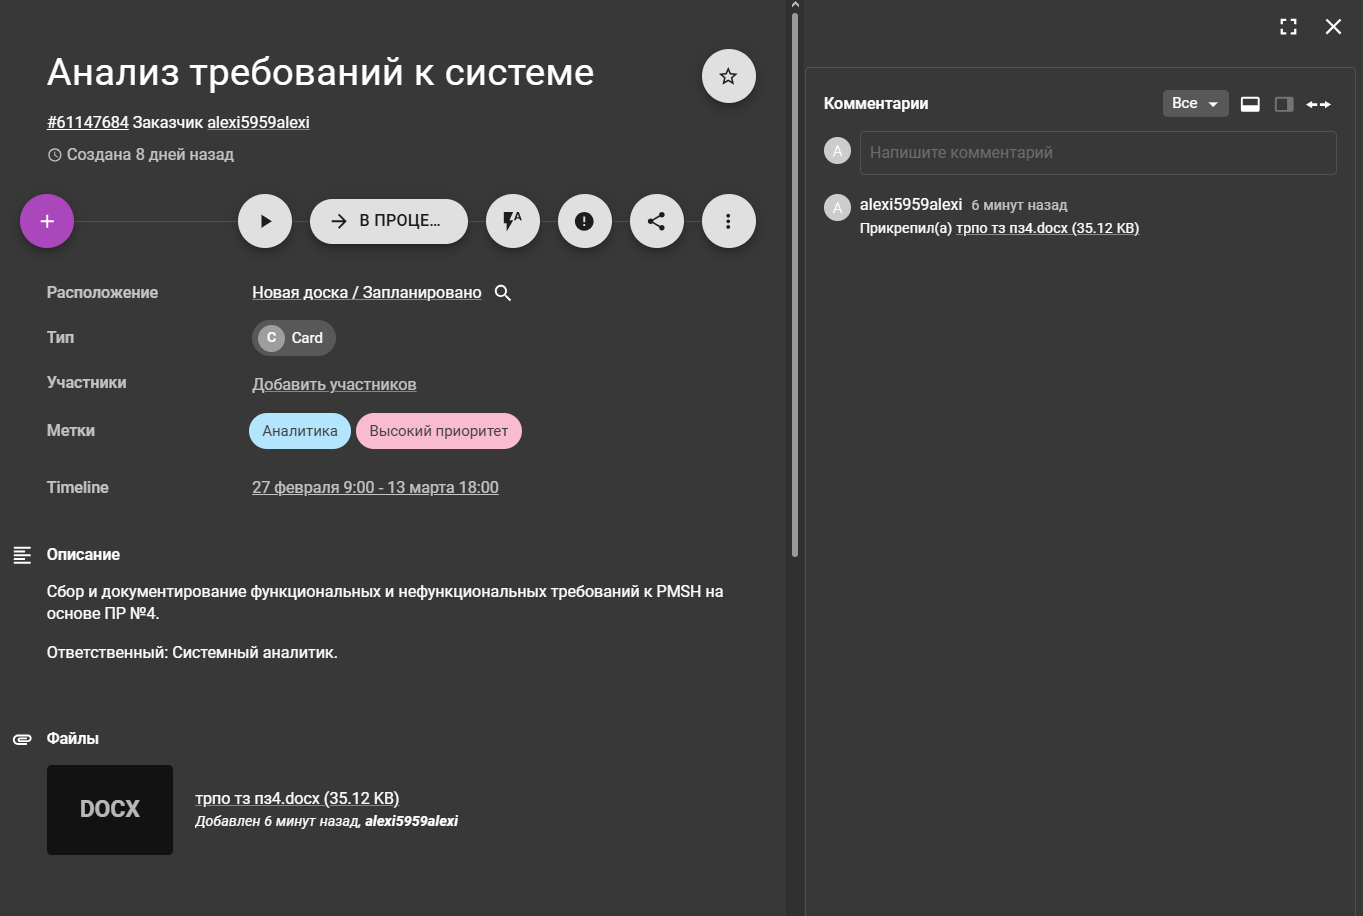 Анализ требований к системе
#61147684 Заказчик alexi5959alexi
Создана 8 дней назад
В ПРОЦЕ...
Расположение
Новая доска / Запланировано
Тип
C Card
Участники
Добавить участников
Метки
Аналитика Высокий приоритет
Timeline
27 февраля 9:00 - 13 марта 18:00
Описание
Сбор и документирование функциональных и нефункциональных требований к PMSH на
основе ПР №4.
Ответственный: Системный аналитик.
Файлы
DOCX
трпо тз пз4.docx (35.12 KB)
Добавлен 6 минут назад, alexi5959alexi
Комментарии
Все
A
Напишите комментарий
A
alexi5959alexi 6 минут назад
Прикрепил(а) трпо тз пз4.docx (35.12 KB)